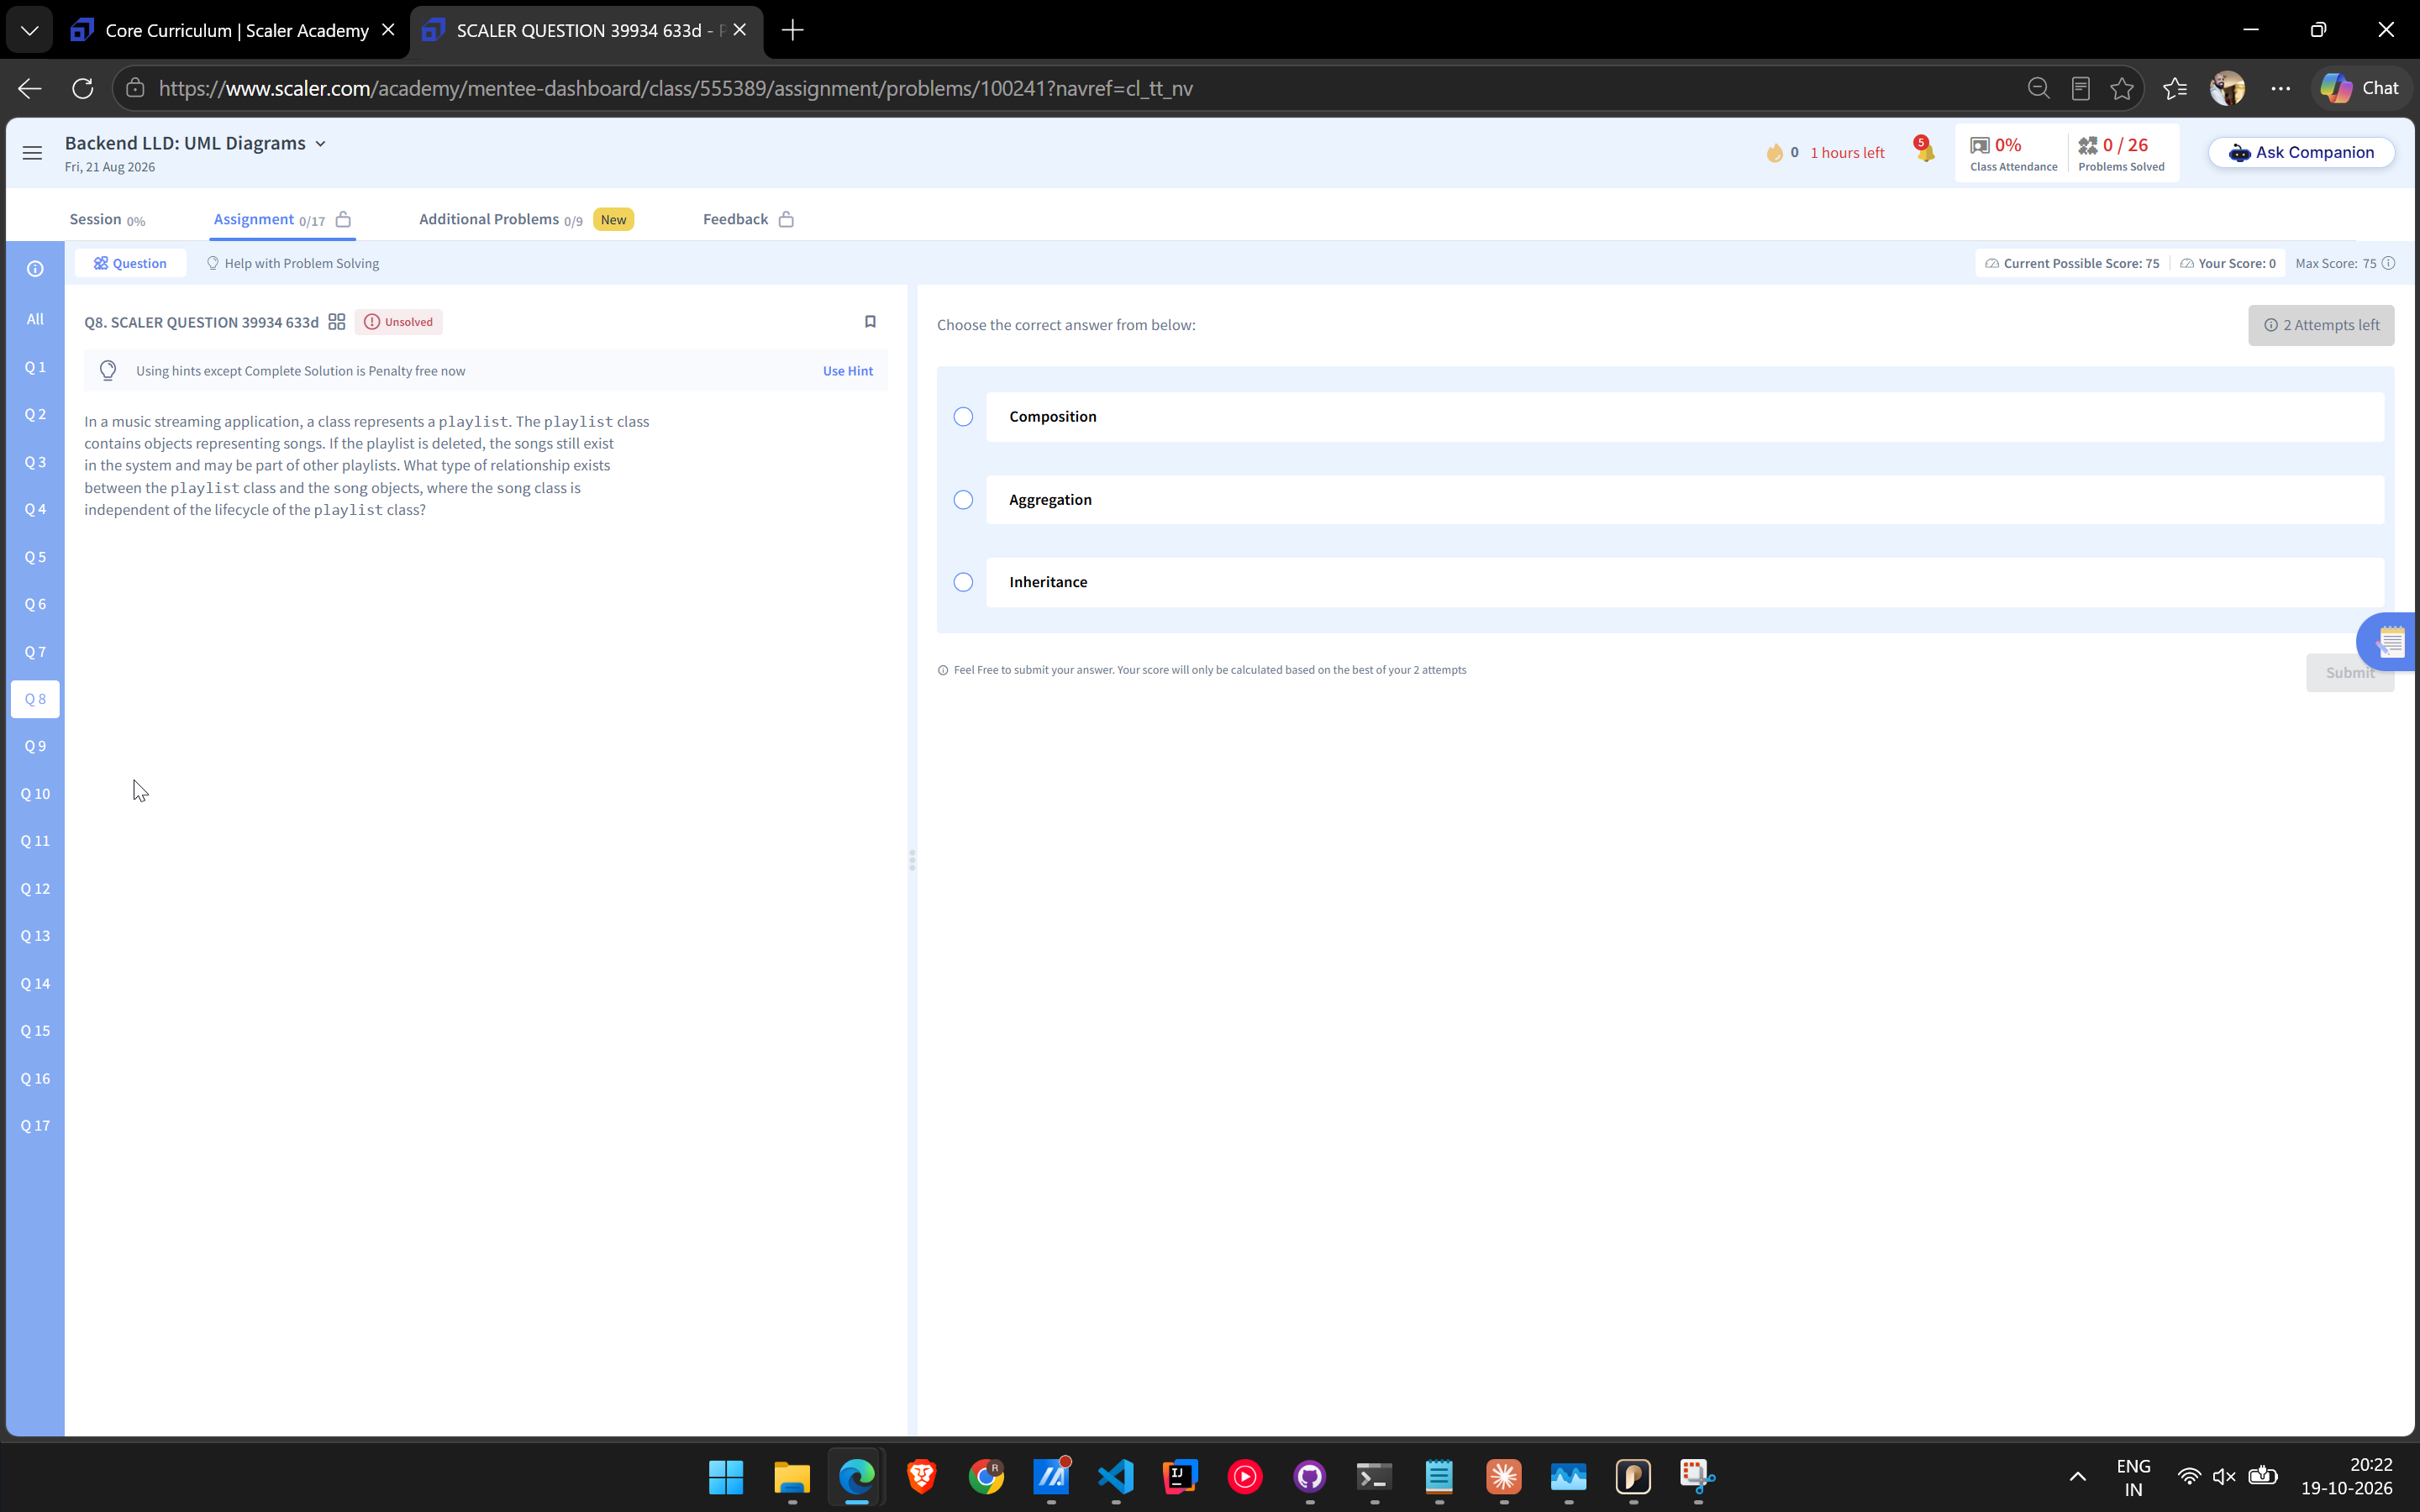 Core Curriculum | Scaler Academy
SCALER QUESTION 39934 633d - P
https://www.scaler.com/academy/mentee-dashboard/class/555389/assignment/problems/100241?navref=cl_tt_nv
Chat
Backend LLD: UML Diagrams
Fri, 21 Aug 2026
0 1 hours left
5
0%
Class Attendance
0 / 26
Problems Solved
Ask Companion
Session 0%
Assignment 0/17
Additional Problems 0/9 New
Feedback
Question
Help with Problem Solving
Current Possible Score: 75
Your Score: 0
Max Score: 75
All
Q 1
Q 2
Q 3
Q 4
Q 5
Q 6
Q 7
Q 8
Q 9
Q 10
Q 11
Q 12
Q 13
Q 14
Q 15
Q 16
Q 17
Q8. SCALER QUESTION 39934 633d
Unsolved
Using hints except Complete Solution is Penalty free now
Use Hint
In a music streaming application, a class represents a playlist. The playlist class
contains objects representing songs. If the playlist is deleted, the songs still exist
in the system and may be part of other playlists. What type of relationship exists
between the playlist class and the song objects, where the song class is
independent of the lifecycle of the playlist class?
Choose the correct answer from below:
2 Attempts left
Composition
Aggregation
Inheritance
Feel Free to submit your answer. Your score will only be calculated based on the best of your 2 attempts
Submit
R
IJ
ENG
IN
20:22
19-10-2026